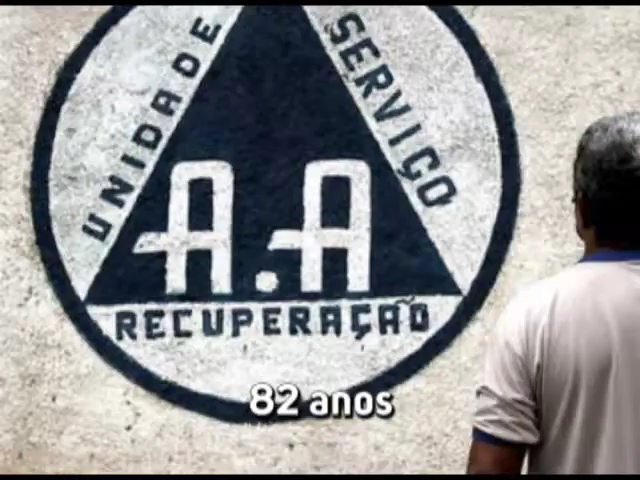 UNIDADE
SERVIÇO
A.A
RECUPERAÇÃO
82 anos